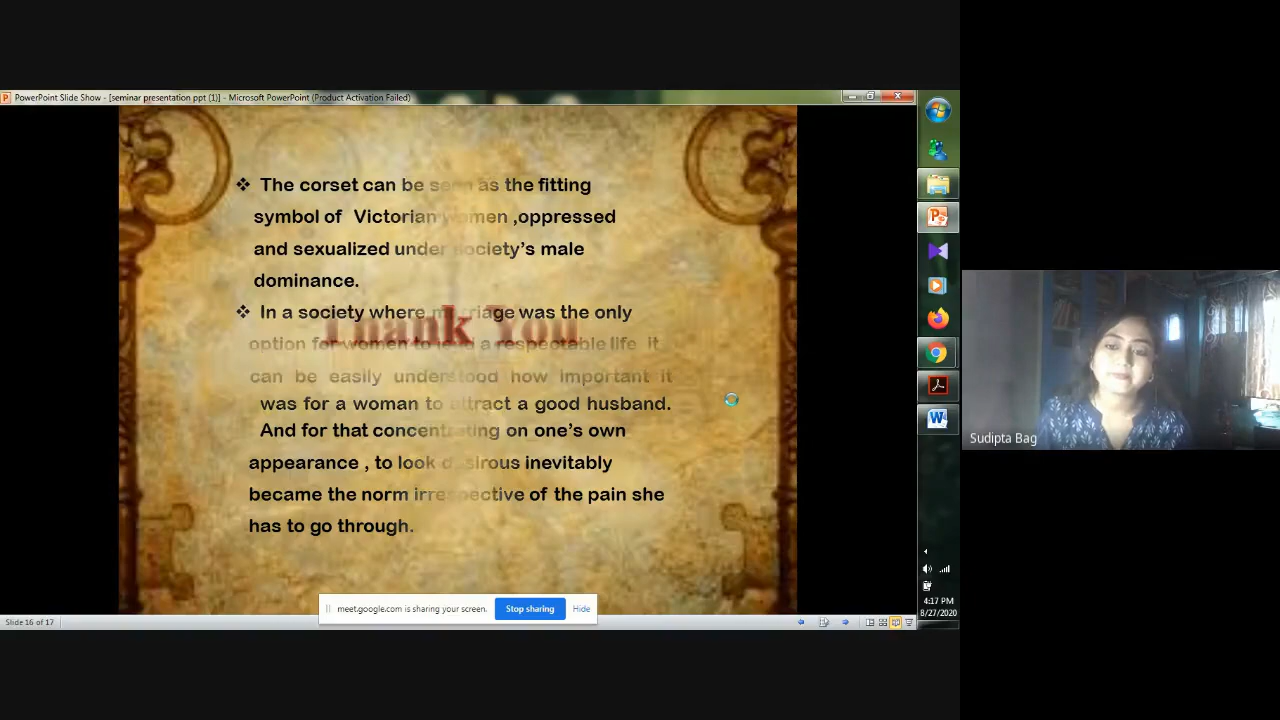 PowerPoint Slide Show - [seminar presentation ppt (1)] - Microsoft PowerPoint (Product Activation Failed)
❖ The corset can be seen as the fitting
symbol of Victorian women ,oppressed
and sexualized under society's male
dominance.
❖ In a society where marriage was the only
option for women to lead a respectable life it
can be easily understood how important it
was for a woman to attract a good husband.
And for that concentrating on one's own
appearance , to look desirous inevitably
became the norm irrespective of the pain she
has to go through.
Thank You
meet.google.com is sharing your screen.
Stop sharing
Hide
Slide 16 of 17
4:17 PM
8/27/2020
Sudipta Bag